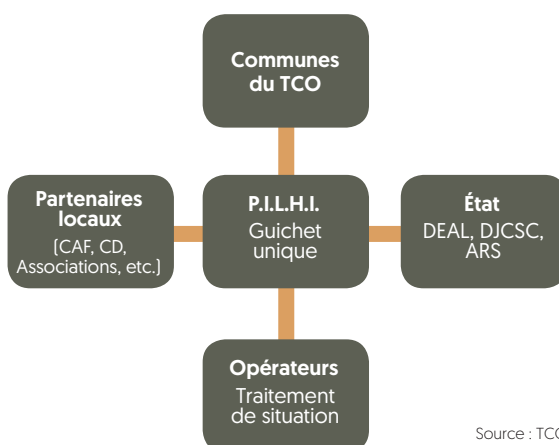 Communes
du TCO
Partenaires
locaux
(CAF, CD,
Associations, etc.)
P.I.L.H.I.
Guichet
unique
État
DEAL, DJCSC,
ARS
Opérateurs
Traitement
de situation
Source : TCO